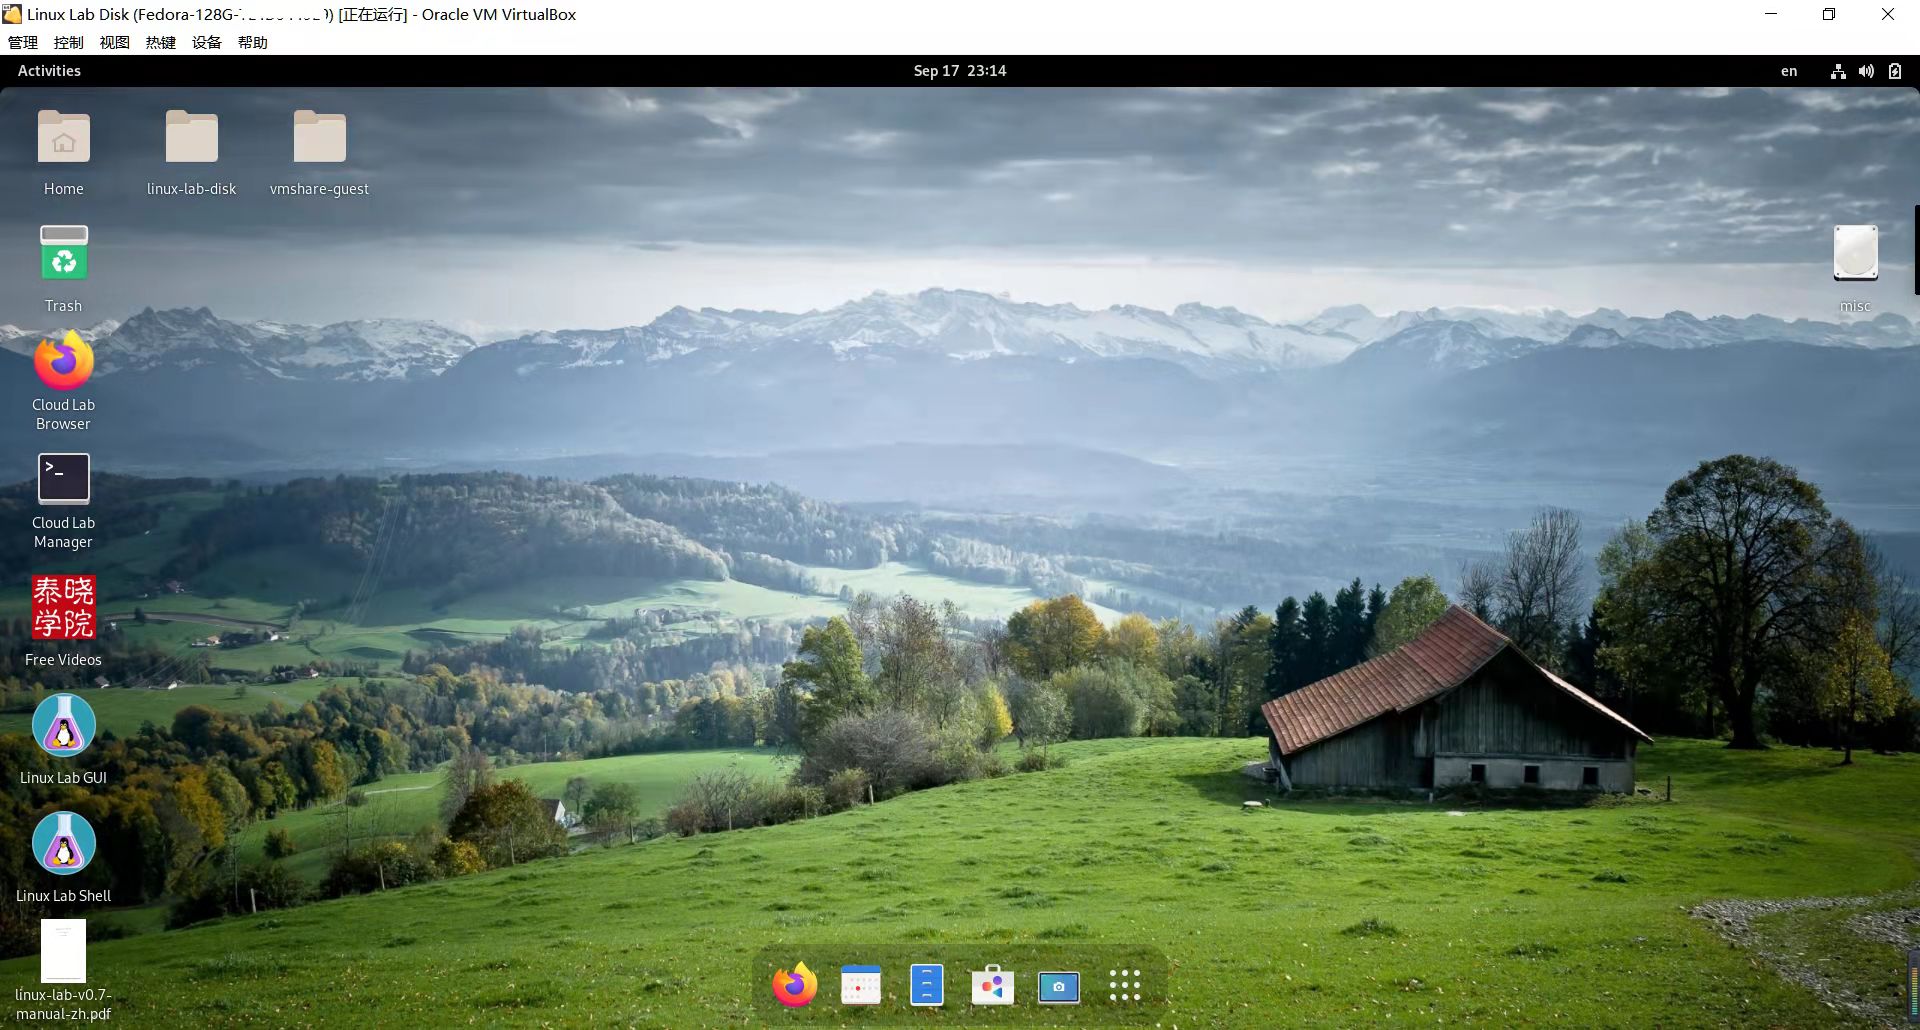 Linux Lab Disk (Fedora-128G- [正在运行] - Oracle VM VirtualBox
管理 控制 视图 热键 设备 帮助
Activities
Sep 17 23:14
en
Home
linux-lab-disk
vmshare-guest
Trash
misc
Cloud Lab
Browser
>_
Cloud Lab
Manager
泰晓
学院
Free Videos
Linux Lab GUI
Linux Lab Shell
linux-lab-v0.7-
manual-zh.pdf